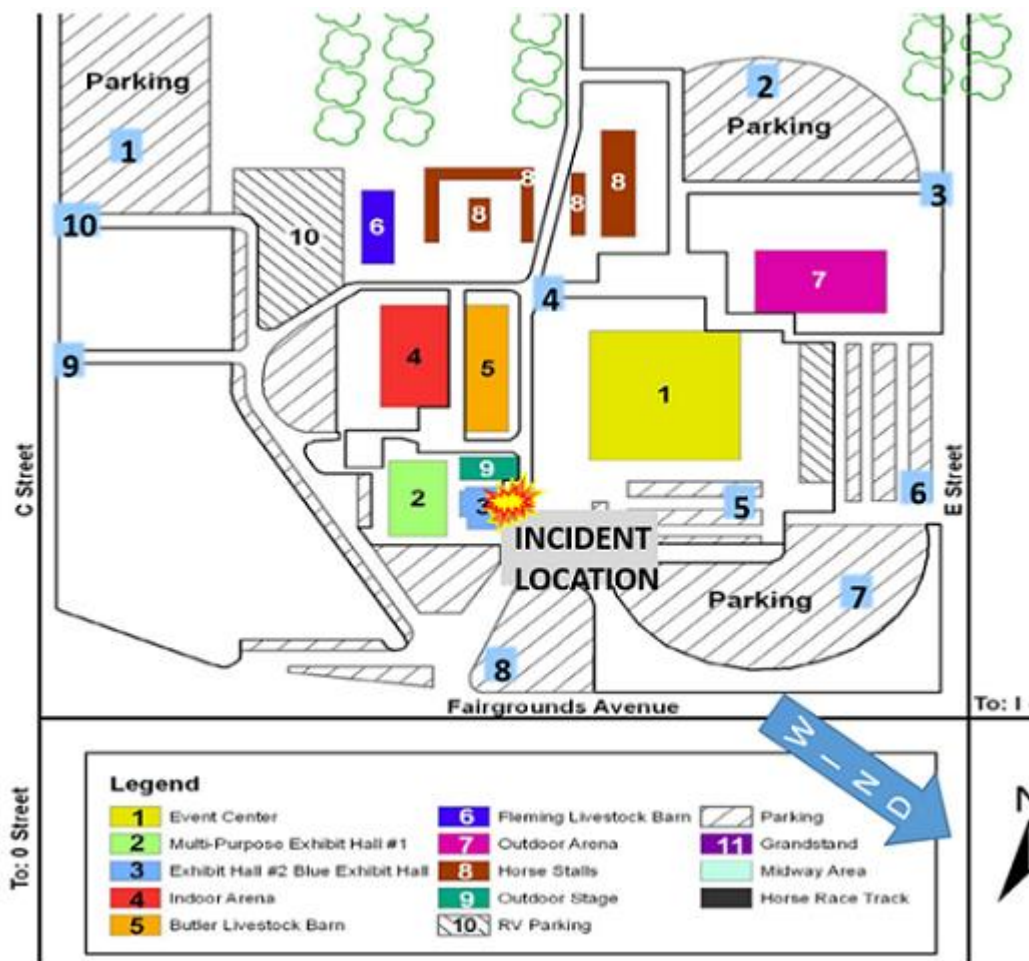 Parking
1
2
Parking
3
10
10
6
8
8
8
8
4
7
9
4
5
1
C Street
2
9
3
5
6
E Street
INCIDENT
LOCATION
Parking
7
8
Fairgrounds Avenue
To: I
WIND
N
To: 0 Street
Legend
1 Event Center
2 Multi-Purpose Exhibit Hall #1
3 Exhibit Hall #2 Blue Exhibit Hall
4 Indoor Arena
5 Butler Livestock Barn
6 Fleming Livestock Barn
7 Outdoor Arena
8 Horse Stalls
9 Outdoor Stage
10 RV Parking
Parking
11 Grandstand
Midway Area
Horse Race Track